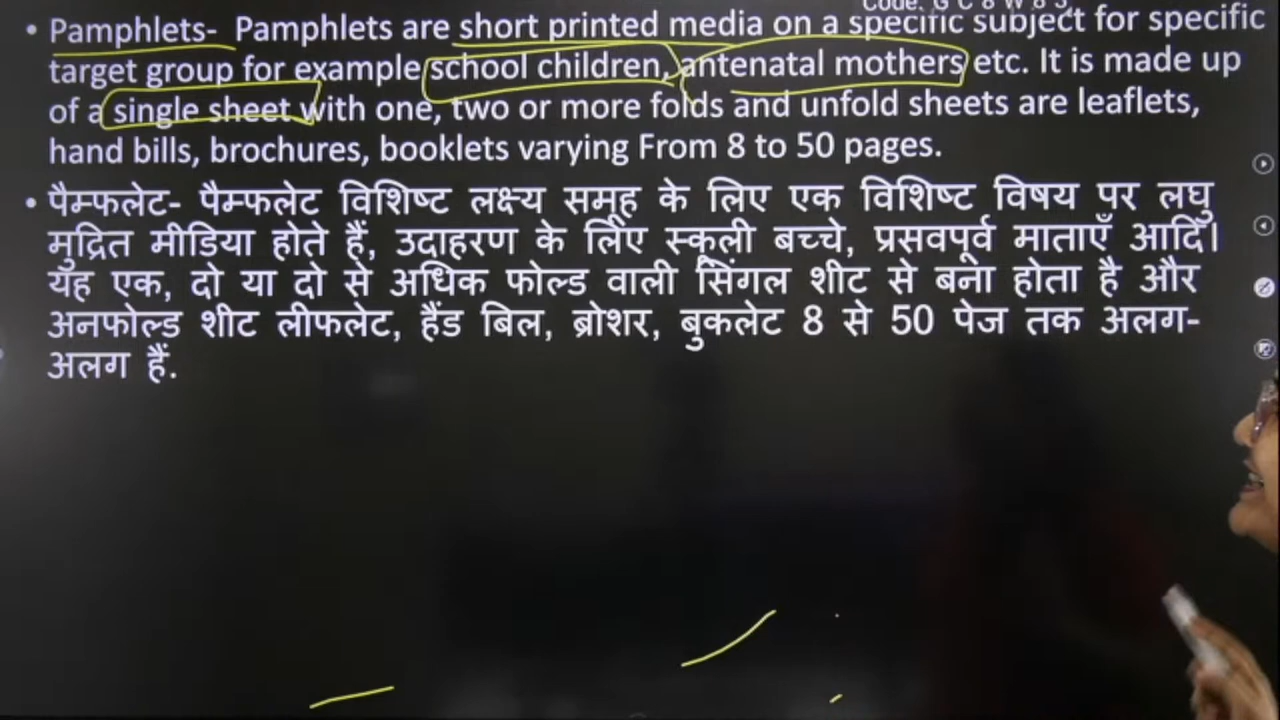 Code: G C 8 W 8 5
• Pamphlets- Pamphlets are short printed media on a specific subject for specific
target group for example school children, antenatal mothers etc. It is made up
of a single sheet with one, two or more folds and unfold sheets are leaflets,
hand bills, brochures, booklets varying From 8 to 50 pages.
• पैम्फलेट- पैम्फलेट विशिष्ट लक्ष्य समूह के लिए एक विशिष्ट विषय पर लघु
मुद्रित मीडिया होते हैं, उदाहरण के लिए स्कूली बच्चे, प्रसवपूर्व माताएँ आदि।
यह एक, दो या दो से अधिक फोल्ड वाली सिंगल शीट से बना होता है और
अनफोल्ड शीट लीफलेट, हैंड बिल, ब्रोशर, बुकलेट 8 से 50 पेज तक अलग-
अलग हैं.